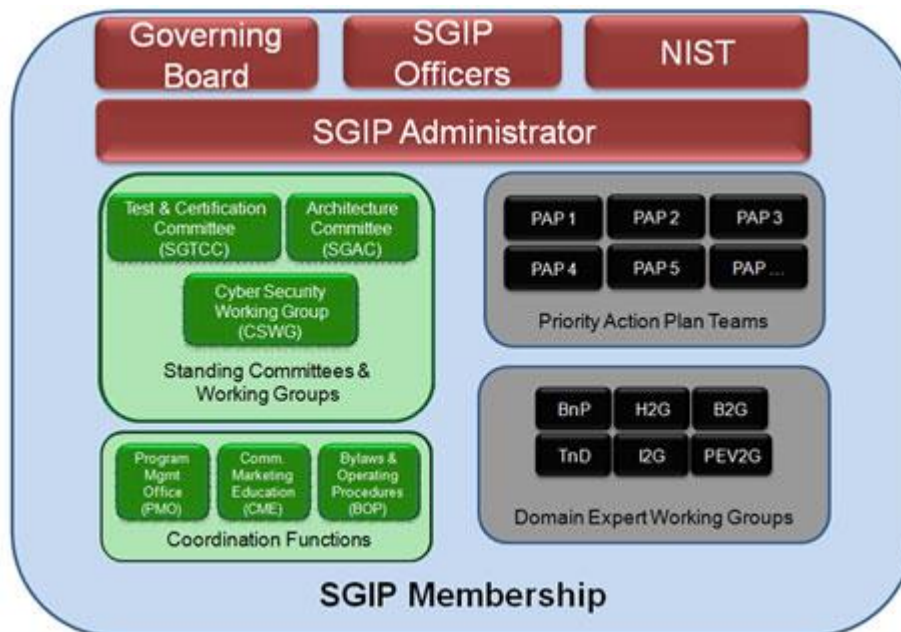 Governing
Board
SGIP
Officers
NIST
SGIP Administrator
Test & Certification
Committee
(SGTCC)
Architecture
Committee
(SGAC)
Cyber Security
Working Group
(CSWG)
Standing Committees &
Working Groups
Program
Mgmt
Office
(PMO)
Comm.
Marketing
Education
(CME)
Bylaws &
Operating
Procedures
(BOP)
Coordination Functions
PAP 1
PAP 2
PAP 3
PAP 4
PAP 5
PAP ...
Priority Action Plan Teams
BnP
H2G
B2G
TnD
I2G
PEV2G
Domain Expert Working Groups
SGIP Membership